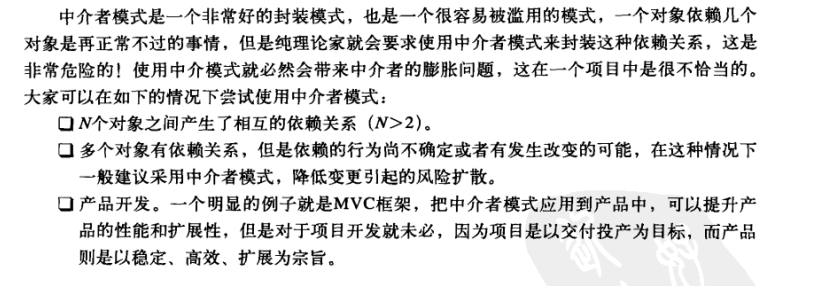 中介者模式是一个非常好的封装模式，也是一个很容易被滥用的模式，一个对象依赖几个
对象是再正常不过的事情，但是纯理论家就会要求使用中介者模式来封装这种依赖关系，这是
非常危险的！使用中介模式就必然会带来中介者的膨胀问题，这在一个项目中是很不恰当的。
大家可以在如下的情况下尝试使用中介者模式：
❑ N个对象之间产生了相互的依赖关系（N＞2）。
❑ 多个对象有依赖关系，但是依赖的行为尚不确定或者有发生改变的可能，在这种情况下
一般建议采用中介者模式，降低变更引起的风险扩散。
❑ 产品开发。一个明显的例子就是MVC框架，把中介者模式应用到产品中，可以提升产
品的性能和扩展性，但是对于项目开发就未必，因为项目是以交付投产为目标，而产品
则是以稳定、高效、扩展为宗旨。